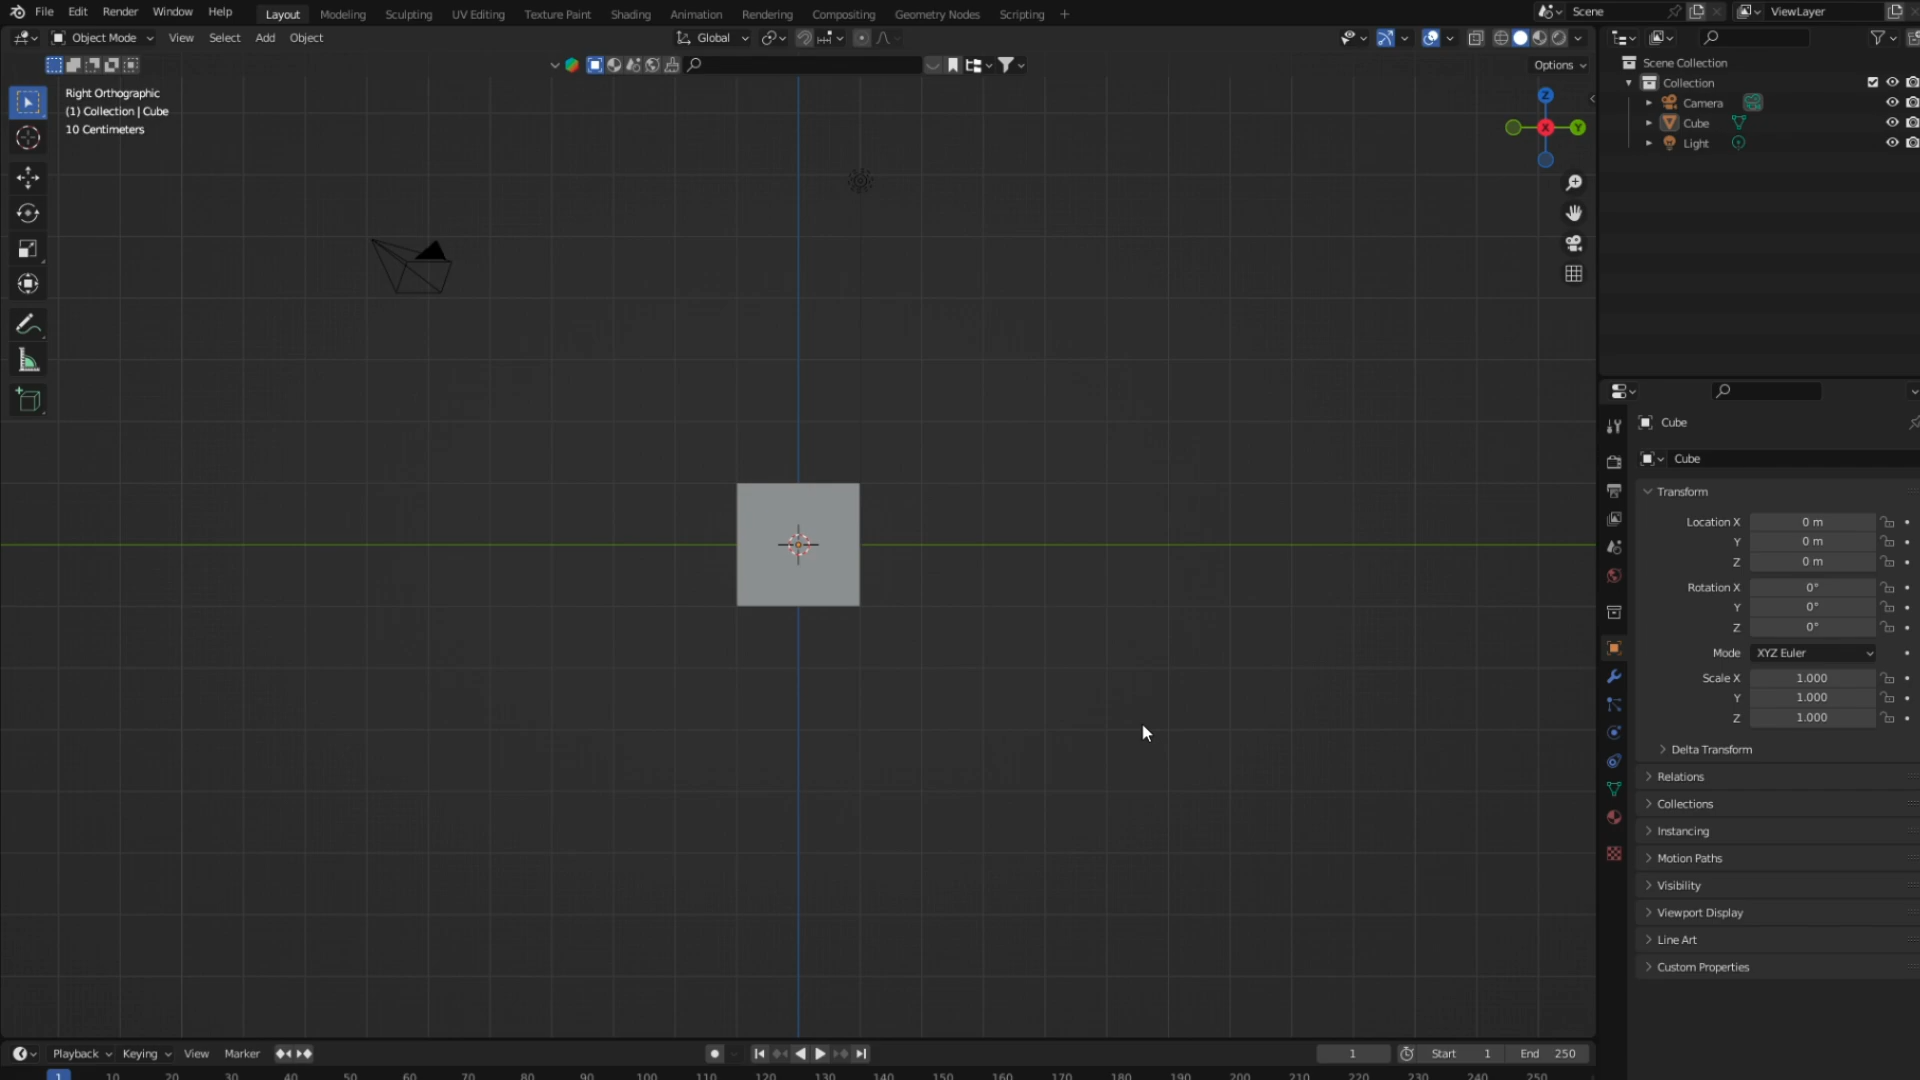 File Edit Render Window Help Layout Modeling Sculpting UV Editing Texture Paint Shading Animation Rendering Compositing Geometry Nodes Scripting + Scene ViewLayer
Object Mode View Select Add Object Global
Options
Right Orthographic
(1) Collection | Cube
10 Centimeters
Z
X
Y
Scene Collection
Collection
Camera
Cube
Light
Cube
Cube
Transform
Location X 0 m
Y 0 m
Z 0 m
Rotation X 0°
Y 0°
Z 0°
Mode XYZ Euler
Scale X 1.000
Y 1.000
Z 1.000
Delta Transform
Relations
Collections
Instancing
Motion Paths
Visibility
Viewport Display
Line Art
Custom Properties
Playback Keying View Marker 1 Start 1 End 250
1 10 20 30 40 50 60 70 80 90 100 110 120 130 140 150 160 170 180 190 200 210 220 230 240 250